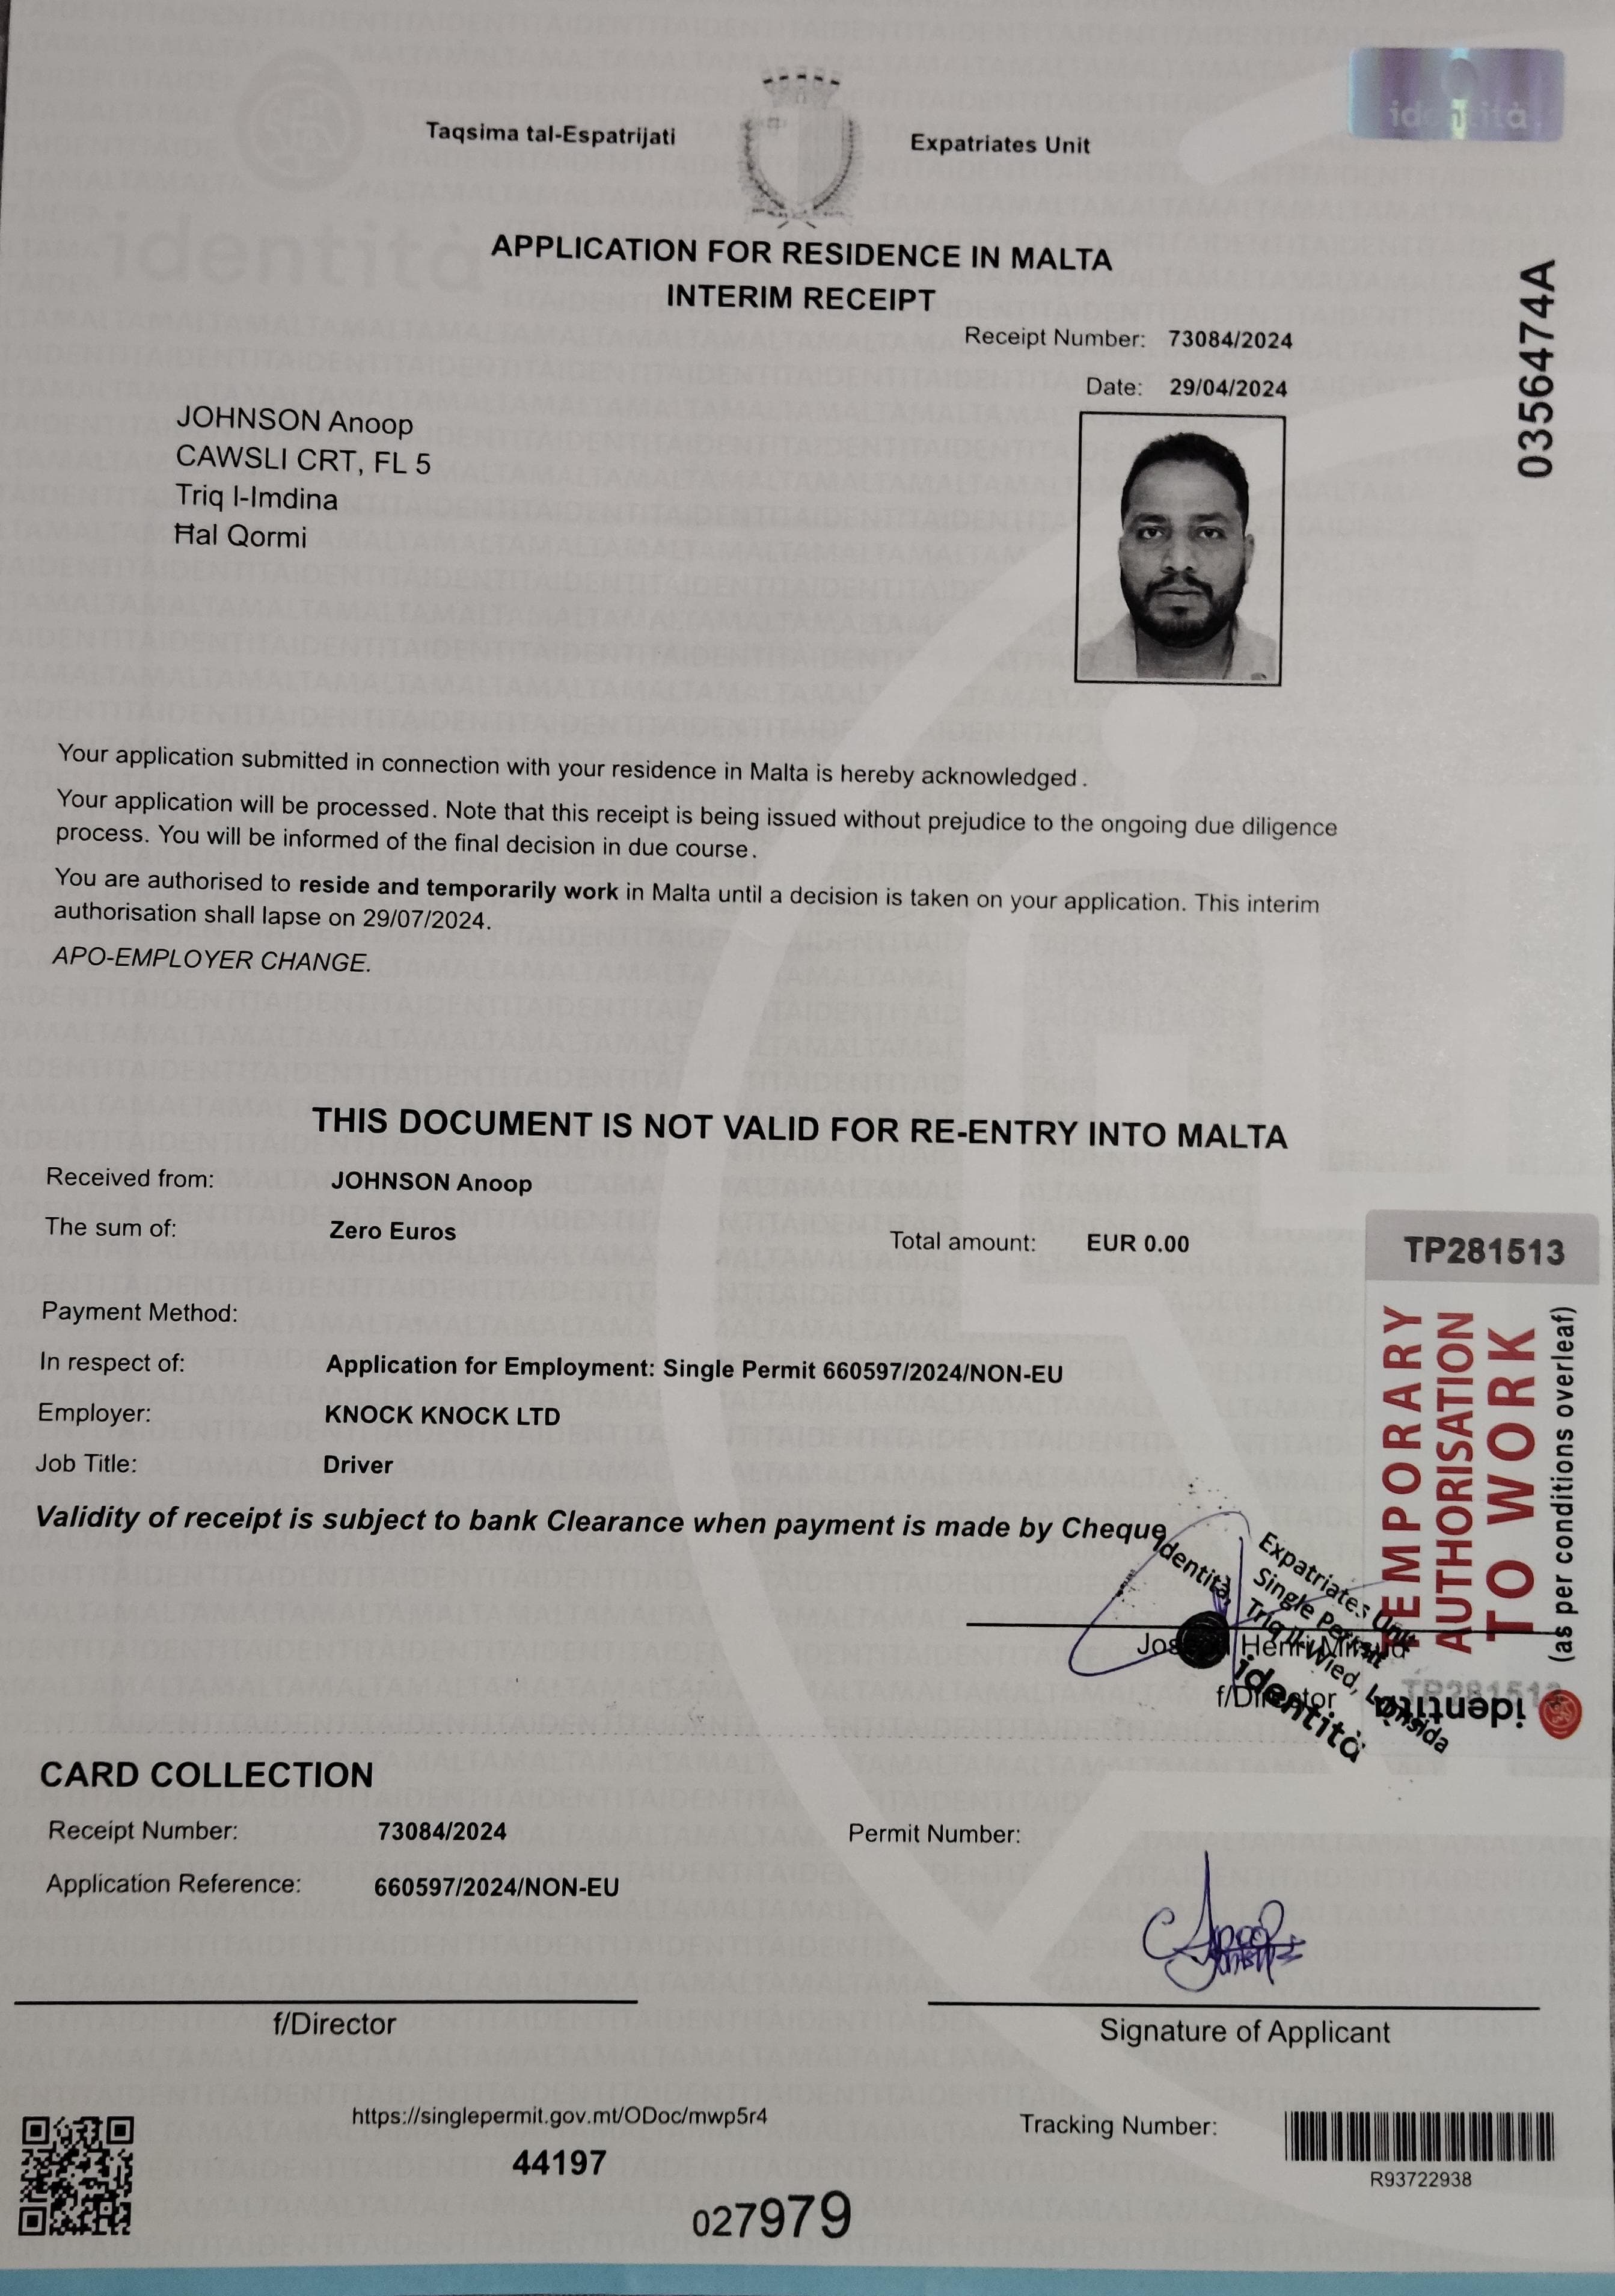 Taqsima tal-Espatrijati
Expatriates Unit
identità
identità
APPLICATION FOR RESIDENCE IN MALTA
INTERIM RECEIPT
Receipt Number: 73084/2024
Date: 29/04/2024
0356474A
JOHNSON Anoop
CAWSLI CRT, FL 5
Triq l-Imdina
Ħal Qormi
Your application submitted in connection with your residence in Malta is hereby acknowledged.
Your application will be processed. Note that this receipt is being issued without prejudice to the ongoing due diligence
process. You will be informed of the final decision in due course.
You are authorised to reside and temporarily work in Malta until a decision is taken on your application. This interim
authorisation shall lapse on 29/07/2024.
APO-EMPLOYER CHANGE.
THIS DOCUMENT IS NOT VALID FOR RE-ENTRY INTO MALTA
Received from: JOHNSON Anoop
The sum of: Zero Euros
Total amount: EUR 0.00
Payment Method:
In respect of: Application for Employment: Single Permit 660597/2024/NON-EU
Employer: KNOCK KNOCK LTD
Job Title: Driver
Validity of receipt is subject to bank Clearance when payment is made by Cheque
TP281513
TEMPORARY
AUTHORISATION
TO WORK
(as per conditions overleaf)
TP281513
identità
Expatriates Unit
Single Permit
Identità, Triq il-Wied,
identità
Henri
f/Director
CARD COLLECTION
Receipt Number: 73084/2024
Permit Number:
Application Reference: 660597/2024/NON-EU
f/Director
Signature of Applicant
https://singlepermit.gov.mt/ODoc/mwp5r4
44197
Tracking Number:
R93722938
027979